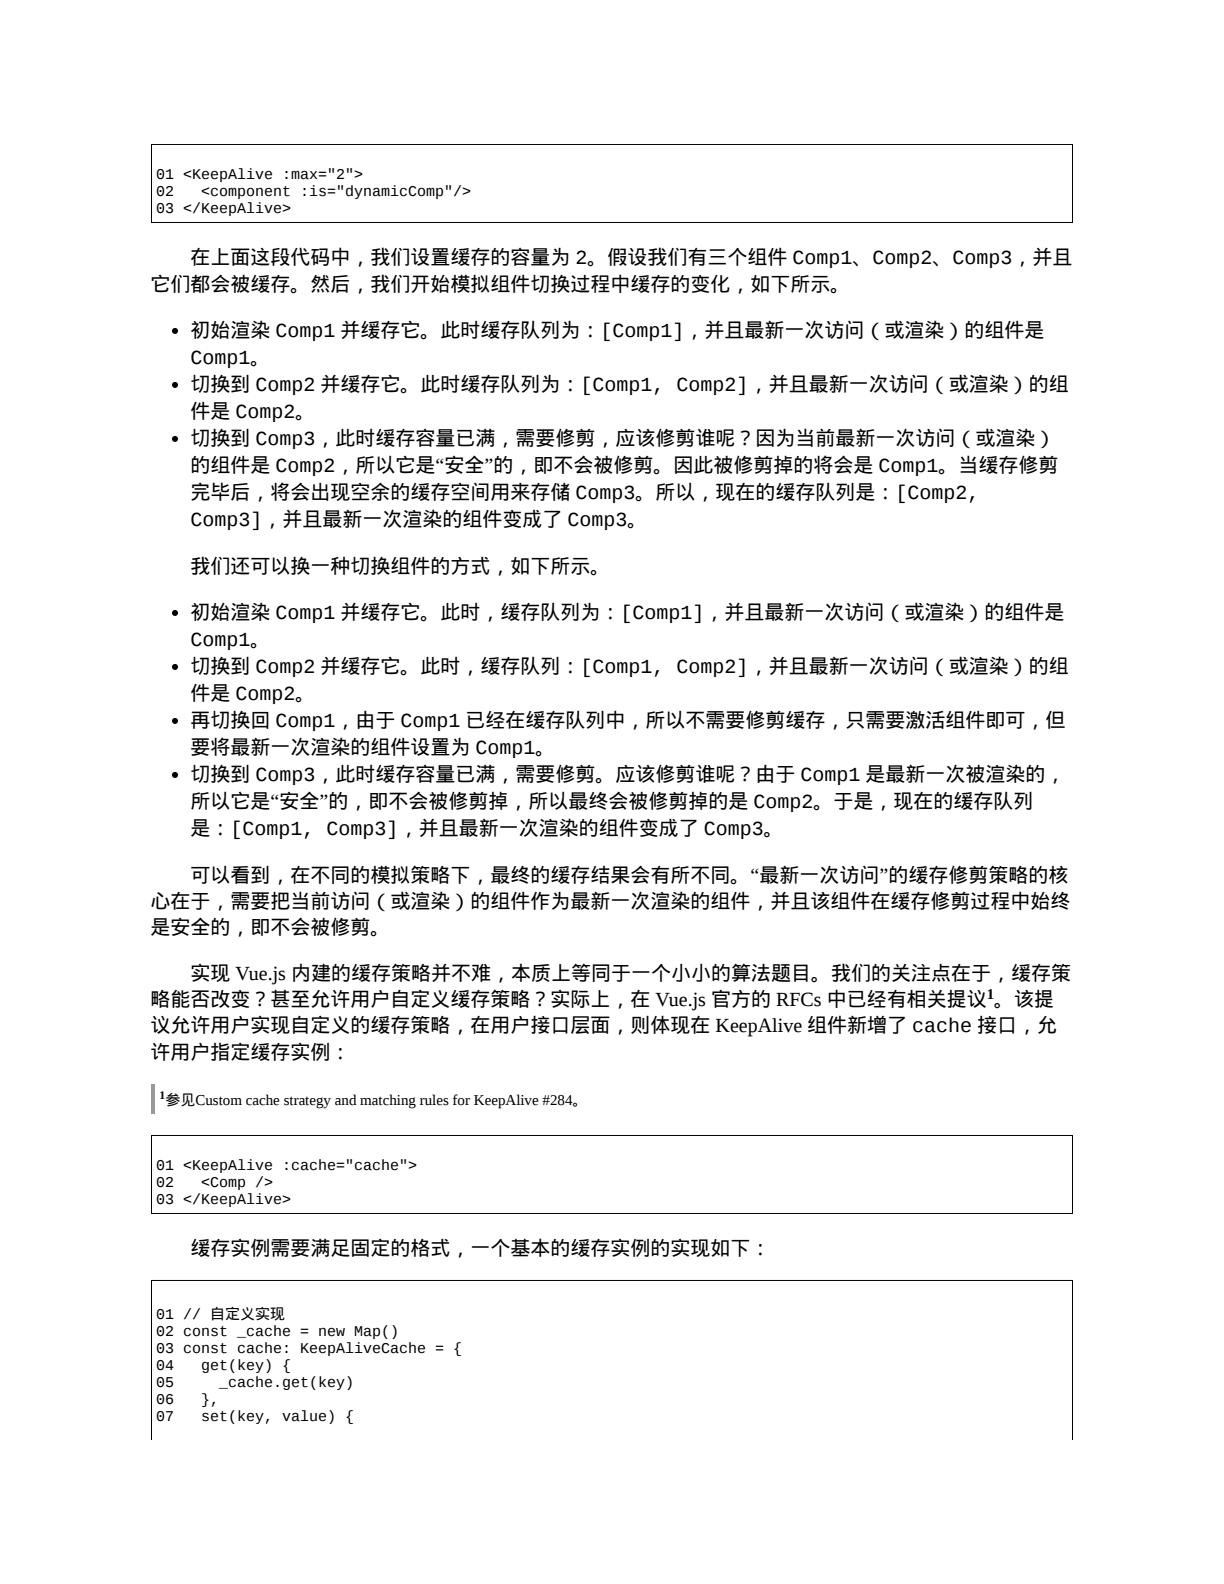 01 <KeepAlive :max="2">
02   <component :is="dynamicComp"/>
03 </KeepAlive>
在上面这段代码中，我们设置缓存的容量为 2。假设我们有三个组件 Comp1、Comp2、Comp3，并且
它们都会被缓存。然后，我们开始模拟组件切换过程中缓存的变化，如下所示。
• 初始渲染 Comp1 并缓存它。此时缓存队列为：[Comp1]，并且最新一次访问（或渲染）的组件是
Comp1。
• 切换到 Comp2 并缓存它。此时缓存队列为：[Comp1, Comp2]，并且最新一次访问（或渲染）的组
件是 Comp2。
• 切换到 Comp3，此时缓存容量已满，需要修剪，应该修剪谁呢？因为当前最新一次访问（或渲染）
的组件是 Comp2，所以它是“安全”的，即不会被修剪。因此被修剪掉的将会是 Comp1。当缓存修剪
完毕后，将会出现空余的缓存空间用来存储 Comp3。所以，现在的缓存队列是：[Comp2,
Comp3]，并且最新一次渲染的组件变成了 Comp3。
我们还可以换一种切换组件的方式，如下所示。
• 初始渲染 Comp1 并缓存它。此时，缓存队列为：[Comp1]，并且最新一次访问（或渲染）的组件是
Comp1。
• 切换到 Comp2 并缓存它。此时，缓存队列：[Comp1, Comp2]，并且最新一次访问（或渲染）的组
件是 Comp2。
• 再切换回 Comp1，由于 Comp1 已经在缓存队列中，所以不需要修剪缓存，只需要激活组件即可，但
要将最新一次渲染的组件设置为 Comp1。
• 切换到 Comp3，此时缓存容量已满，需要修剪。应该修剪谁呢？由于 Comp1 是最新一次被渲染的，
所以它是“安全”的，即不会被修剪掉，所以最终会被修剪掉的是 Comp2。于是，现在的缓存队列
是：[Comp1, Comp3]，并且最新一次渲染的组件变成了 Comp3。
可以看到，在不同的模拟策略下，最终的缓存结果会有所不同。“最新一次访问”的缓存修剪策略的核
心在于，需要把当前访问（或渲染）的组件作为最新一次渲染的组件，并且该组件在缓存修剪过程中始终
是安全的，即不会被修剪。
实现 Vue.js 内建的缓存策略并不难，本质上等同于一个小小的算法题目。我们的关注点在于，缓存策
略能否改变？甚至允许用户自定义缓存策略？实际上，在 Vue.js 官方的 RFCs 中已经有相关提议¹。该提
议允许用户实现自定义的缓存策略，在用户接口层面，则体现在 KeepAlive 组件新增了 cache 接口，允
许用户指定缓存实例：
¹参见Custom cache strategy and matching rules for KeepAlive #284。
01 <KeepAlive :cache="cache">
02   <Comp />
03 </KeepAlive>
缓存实例需要满足固定的格式，一个基本的缓存实例的实现如下：
01 // 自定义实现
02 const _cache = new Map()
03 const cache: KeepAliveCache = {
04   get(key) {
05     _cache.get(key)
06   },
07   set(key, value) {